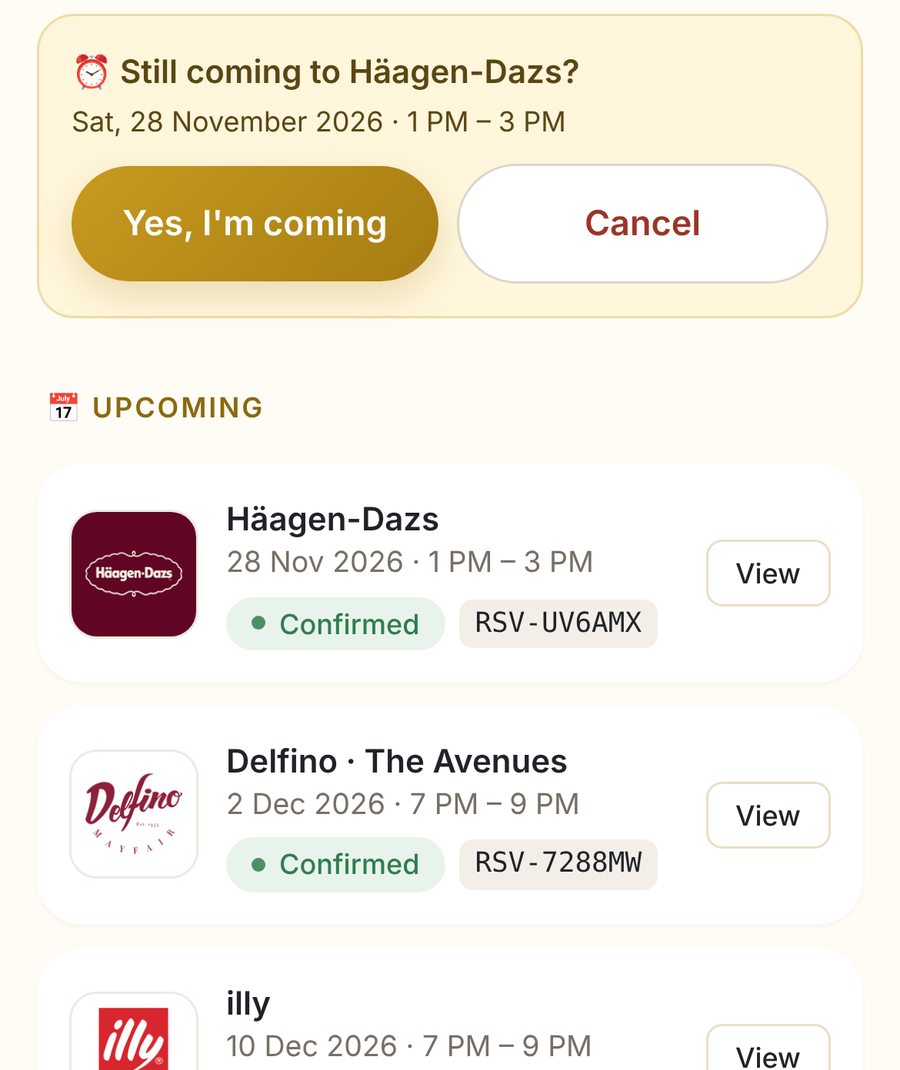 ⏰ Still coming to Häagen-Dazs?
Sat, 28 November 2026 · 1 PM – 3 PM
Yes, I'm coming
Cancel
July
17
UPCOMING
Häagen-Dazs
Häagen-Dazs
28 Nov 2026 · 1 PM – 3 PM
Confirmed
RSV-UV6AMX
View
Delfino
MAYFAIR
Delfino · The Avenues
2 Dec 2026 · 7 PM – 9 PM
Confirmed
RSV-7288MW
View
illy
illy
10 Dec 2026 · 7 PM – 9 PM
View